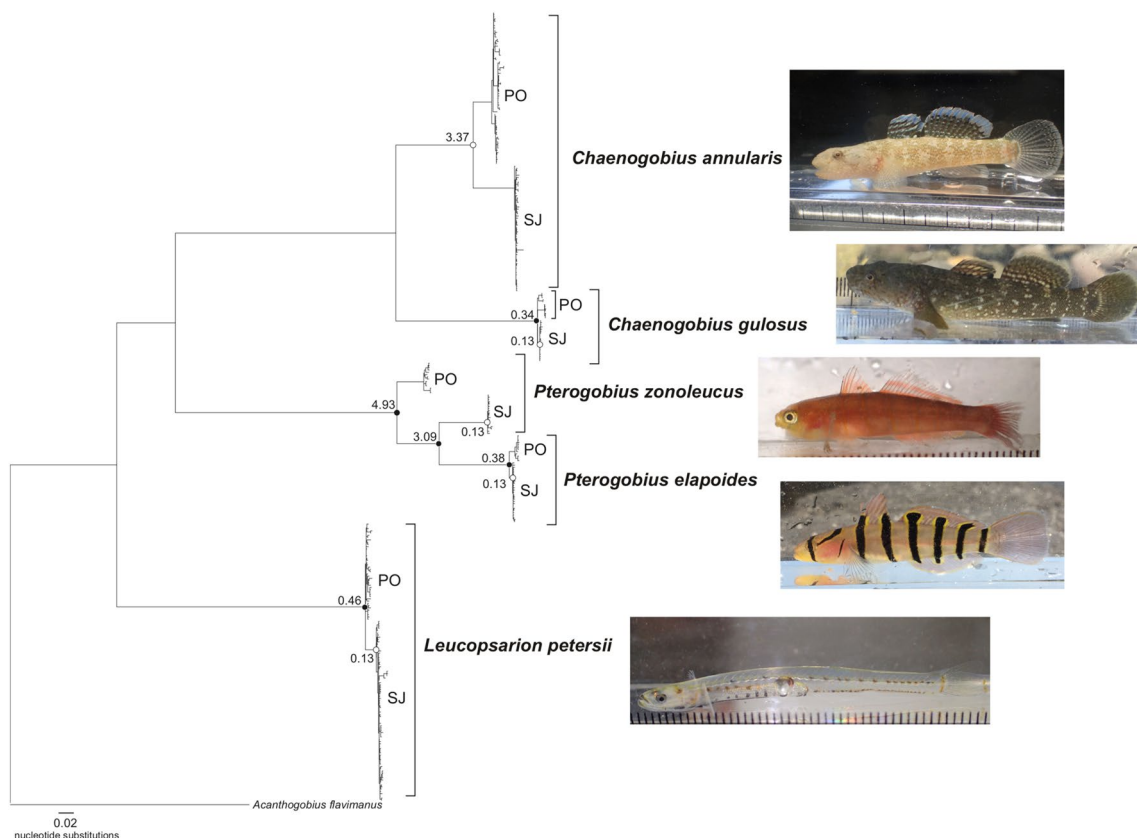 PO
3.37
Chaenogobius annularis
SJ
PO
0.34
Chaenogobius gulosus
0.13
SJ
PO
Pterogobius zonoleucus
4.93
SJ
0.13
3.09
PO
0.38
Pterogobius elapoides
0.13
SJ
PO
0.46
Leucopsarion petersii
0.13
SJ
Acanthogobius flavimanus
0.02
nucleotide substitutions